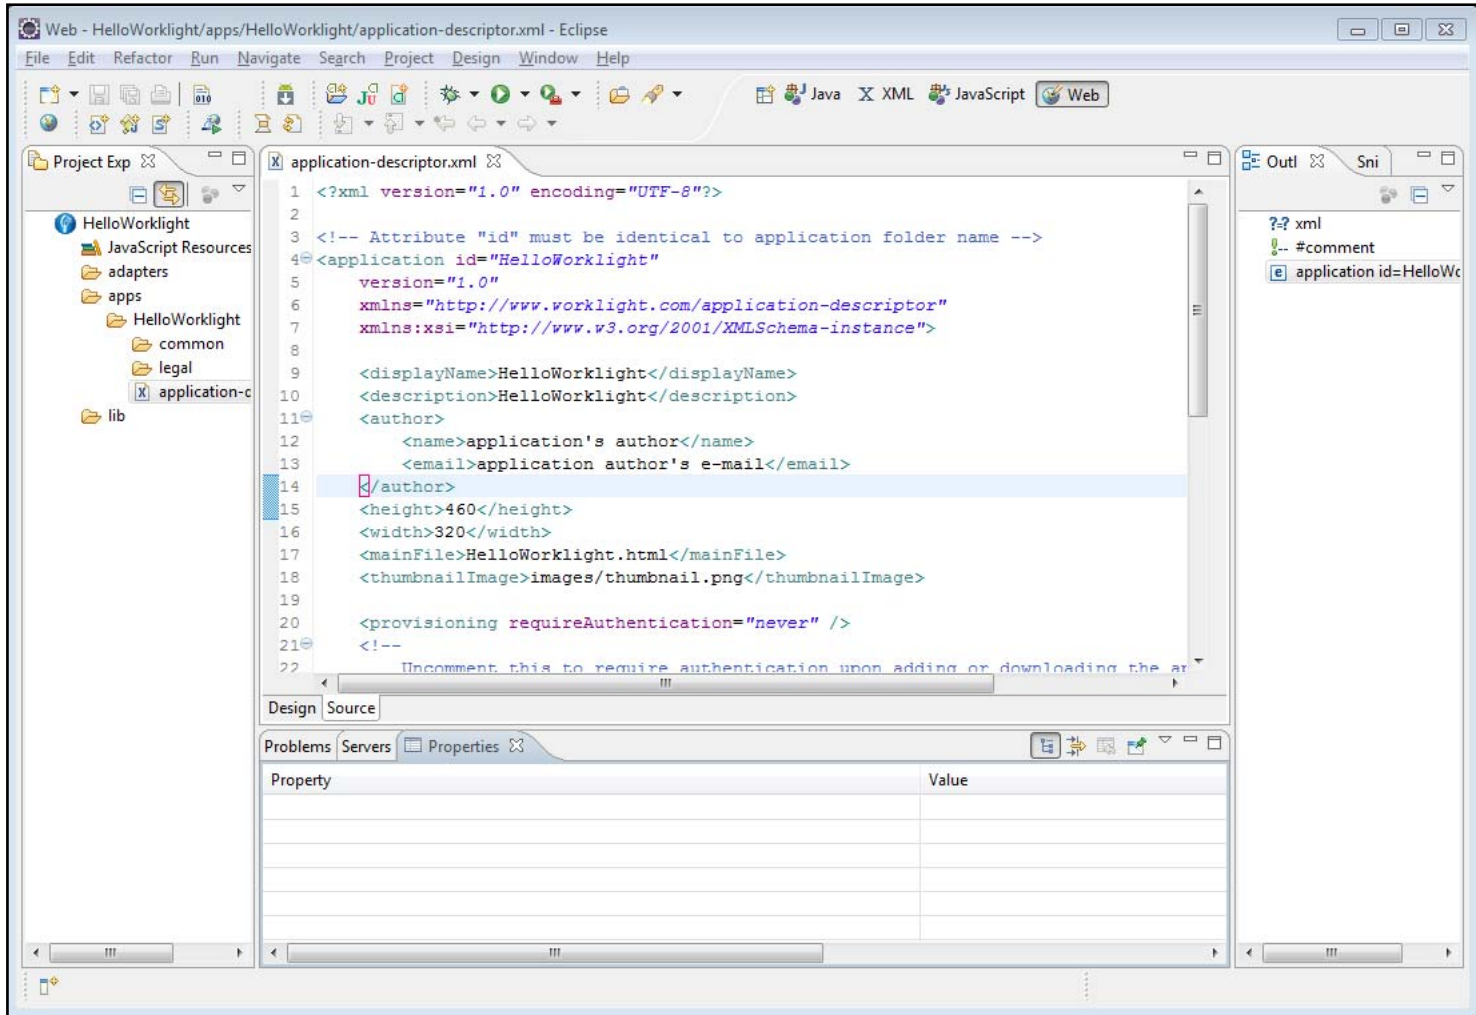 Web - HelloWorklight/apps/HelloWorklight/application-descriptor.xml - Eclipse
File Edit Refactor Run Navigate Search Project Design Window Help
Java XML JavaScript Web
Project Exp
HelloWorklight
JavaScript Resources
adapters
apps
HelloWorklight
common
legal
application-d
lib
application-descriptor.xml
1 <?xml version="1.0" encoding="UTF-8"?>
2
3 <!-- Attribute "id" must be identical to application folder name -->
4 <application id="HelloWorklight"
5 version="1.0"
6 xmlns="http://www.worklight.com/application-descriptor"
7 xmlns:xsi="http://www.w3.org/2001/XMLSchema-instance">
8
9 <displayName>HelloWorklight</displayName>
10 <description>HelloWorklight</description>
11 <author>
12 <name>application's author</name>
13 <email>application author's e-mail</email>
14 </author>
15 <height>460</height>
16 <width>320</width>
17 <mainFile>HelloWorklight.html</mainFile>
18 <thumbnailImage>images/thumbnail.png</thumbnailImage>
19
20 <provisioning requireAuthentication="never" />
21 <!--
22 Uncomment this to require authentication upon adding or downloading the
Design Source
Problems Servers Properties
Property Value
Outl Sni
?=? xml
!-- #comment
e application id=HelloWo